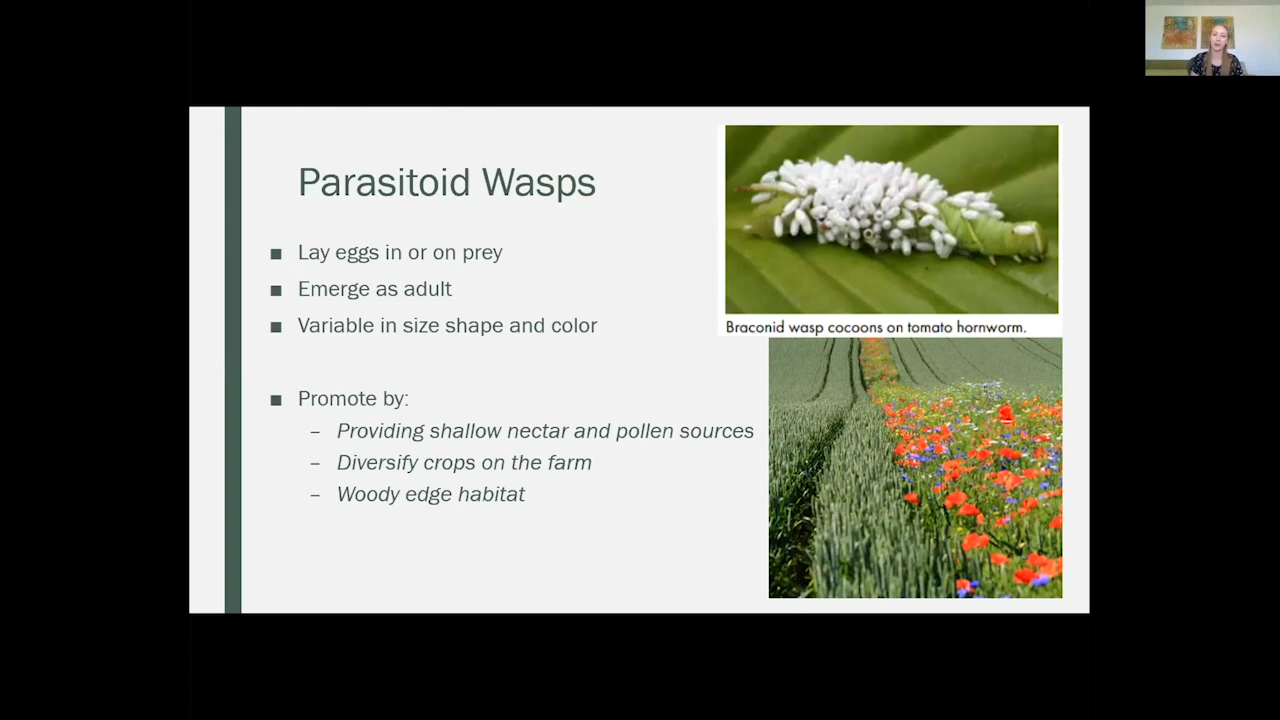 Parasitoid Wasps
■ Lay eggs in or on prey
■ Emerge as adult
■ Variable in size shape and color
■ Promote by:
– Providing shallow nectar and pollen sources
– Diversify crops on the farm
– Woody edge habitat
Braconid wasp cocoons on tomato hornworm.